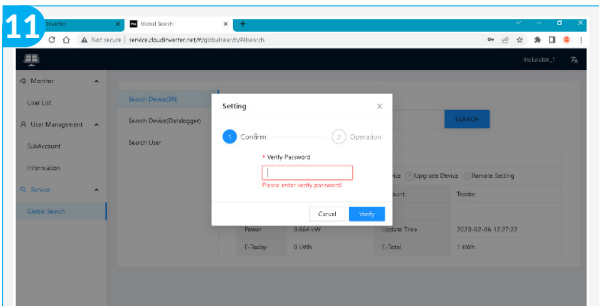 11
Inverter
Global Search
Not secure | service.cloudinverter.net/#/globalsearch/Allsearch
Instalator_1
Monitor
User List
User Management
SubAccount
Information
Service
Global Search
Search Device(SN)
Search Device(Datalogger)
Search User
SEARCH
Setting
1 Confirm
2 Operation
* Verify Password
Please enter verify password!
Cancel
Verify
Upgrade Device
Remote Setting
Power
0,664 kW
Update Time
2023-02-06 12:27:22
E-Today
0 kWh
E-Total
1 kWh